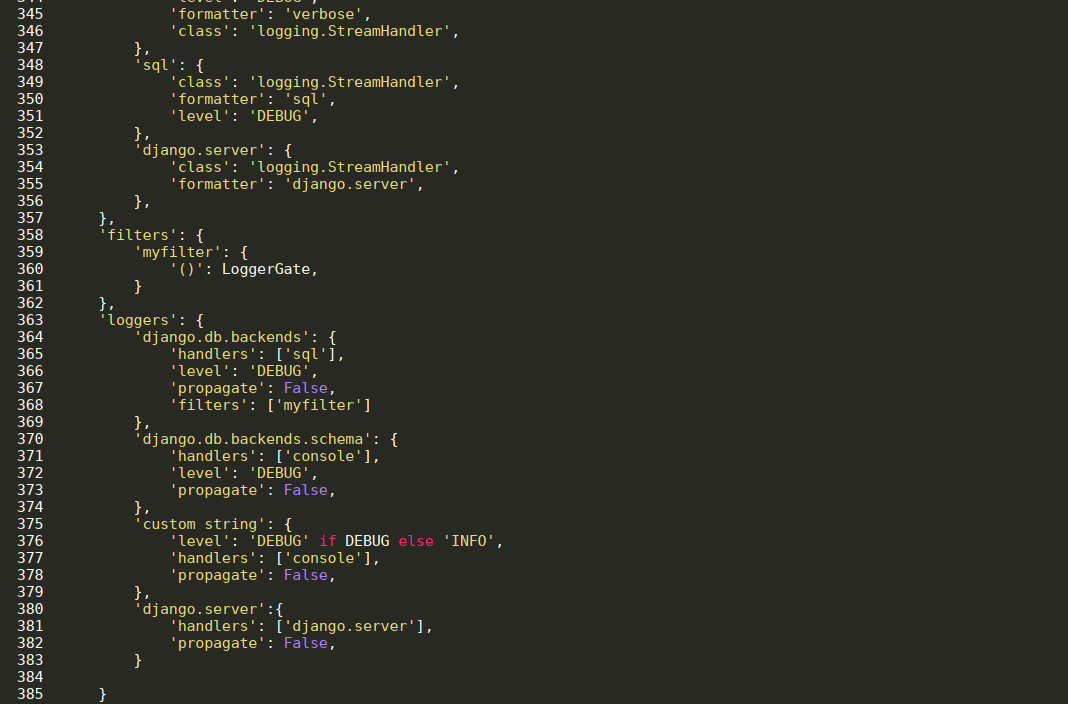 344             'level': 'DEBUG',
345             'formatter': 'verbose',
346             'class': 'logging.StreamHandler',
347         },
348         'sql': {
349             'class': 'logging.StreamHandler',
350             'formatter': 'sql',
351             'level': 'DEBUG',
352         },
353         'django.server': {
354             'class': 'logging.StreamHandler',
355             'formatter': 'django.server',
356         },
357     },
358     'filters': {
359         'myfilter': {
360             '()': LoggerGate,
361         }
362     },
363     'loggers': {
364         'django.db.backends': {
365             'handlers': ['sql'],
366             'level': 'DEBUG',
367             'propagate': False,
368             'filters': ['myfilter']
369         },
370         'django.db.backends.schema': {
371             'handlers': ['console'],
372             'level': 'DEBUG',
373             'propagate': False,
374         },
375         'custom string': {
376             'level': 'DEBUG' if DEBUG else 'INFO',
377             'handlers': ['console'],
378             'propagate': False,
379         },
380         'django.server':{
381             'handlers': ['django.server'],
382             'propagate': False,
383         }
384
385     }